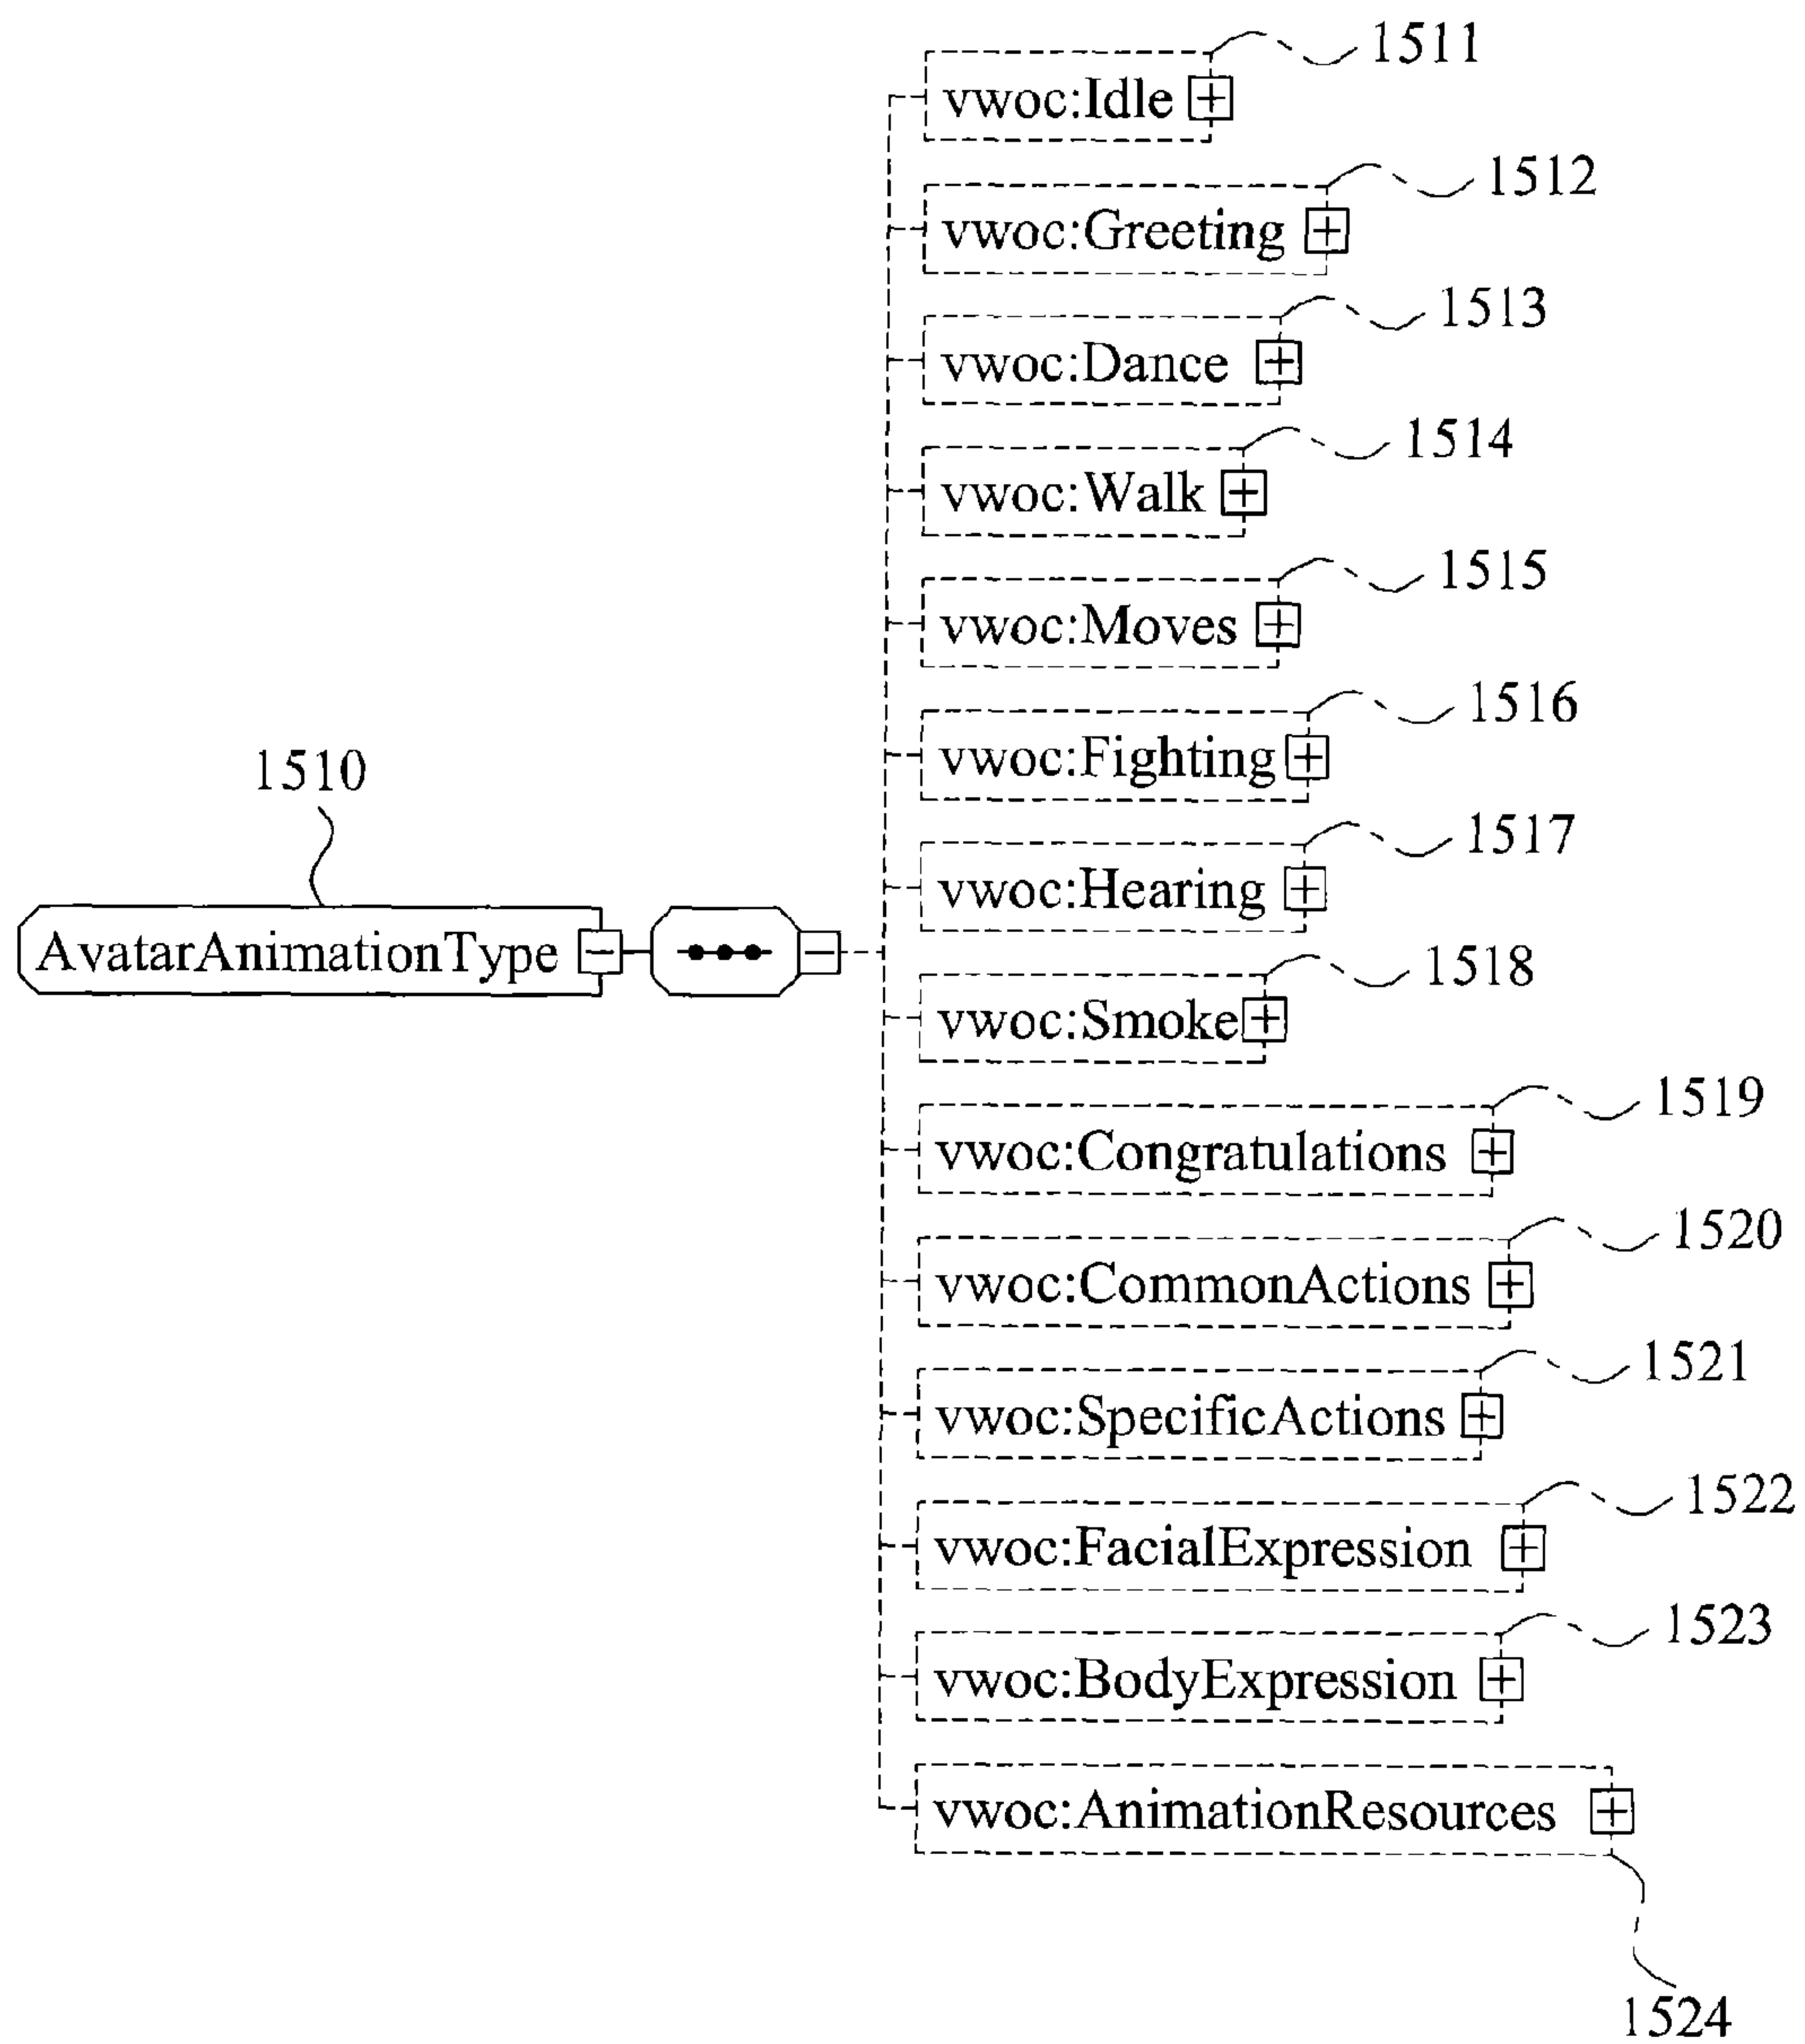 1511
vwoc:Idle
1512
vwoc:Greeting
1513
vwoc:Dance
1514
vwoc:Walk
1515
vwoc:Moves
1516
vwoc:Fighting
1510
1517
vwoc:Hearing
AvatarAnimationType
1518
vwoc:Smoke
1519
vwoc:Congratulations
1520
vwoc:CommonActions
1521
vwoc:SpecificActions
1522
vwoc:FacialExpression
1523
vwoc:BodyExpression
vwoc:AnimationResources
1524